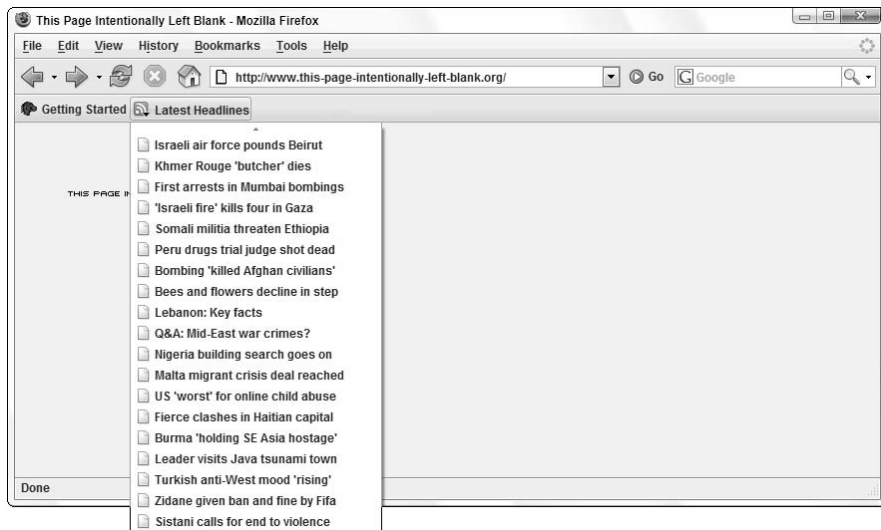 This Page Intentionally Left Blank - Mozilla Firefox
File Edit View History Bookmarks Tools Help
http://www.this-page-intentionally-left-blank.org/ Go G Google
Getting Started Latest Headlines
THIS PAGE
Israeli air force pounds Beirut
Khmer Rouge 'butcher' dies
First arrests in Mumbai bombings
'Israeli fire' kills four in Gaza
Somali militia threaten Ethiopia
Peru drugs trial judge shot dead
Bombing 'killed Afghan civilians'
Bees and flowers decline in step
Lebanon: Key facts
Q&A: Mid-East war crimes?
Nigeria building search goes on
Malta migrant crisis deal reached
US 'worst' for online child abuse
Fierce clashes in Haitian capital
Burma 'holding SE Asia hostage'
Leader visits Java tsunami town
Turkish anti-West mood 'rising'
Zidane given ban and fine by Fifa
Sistani calls for end to violence
Done